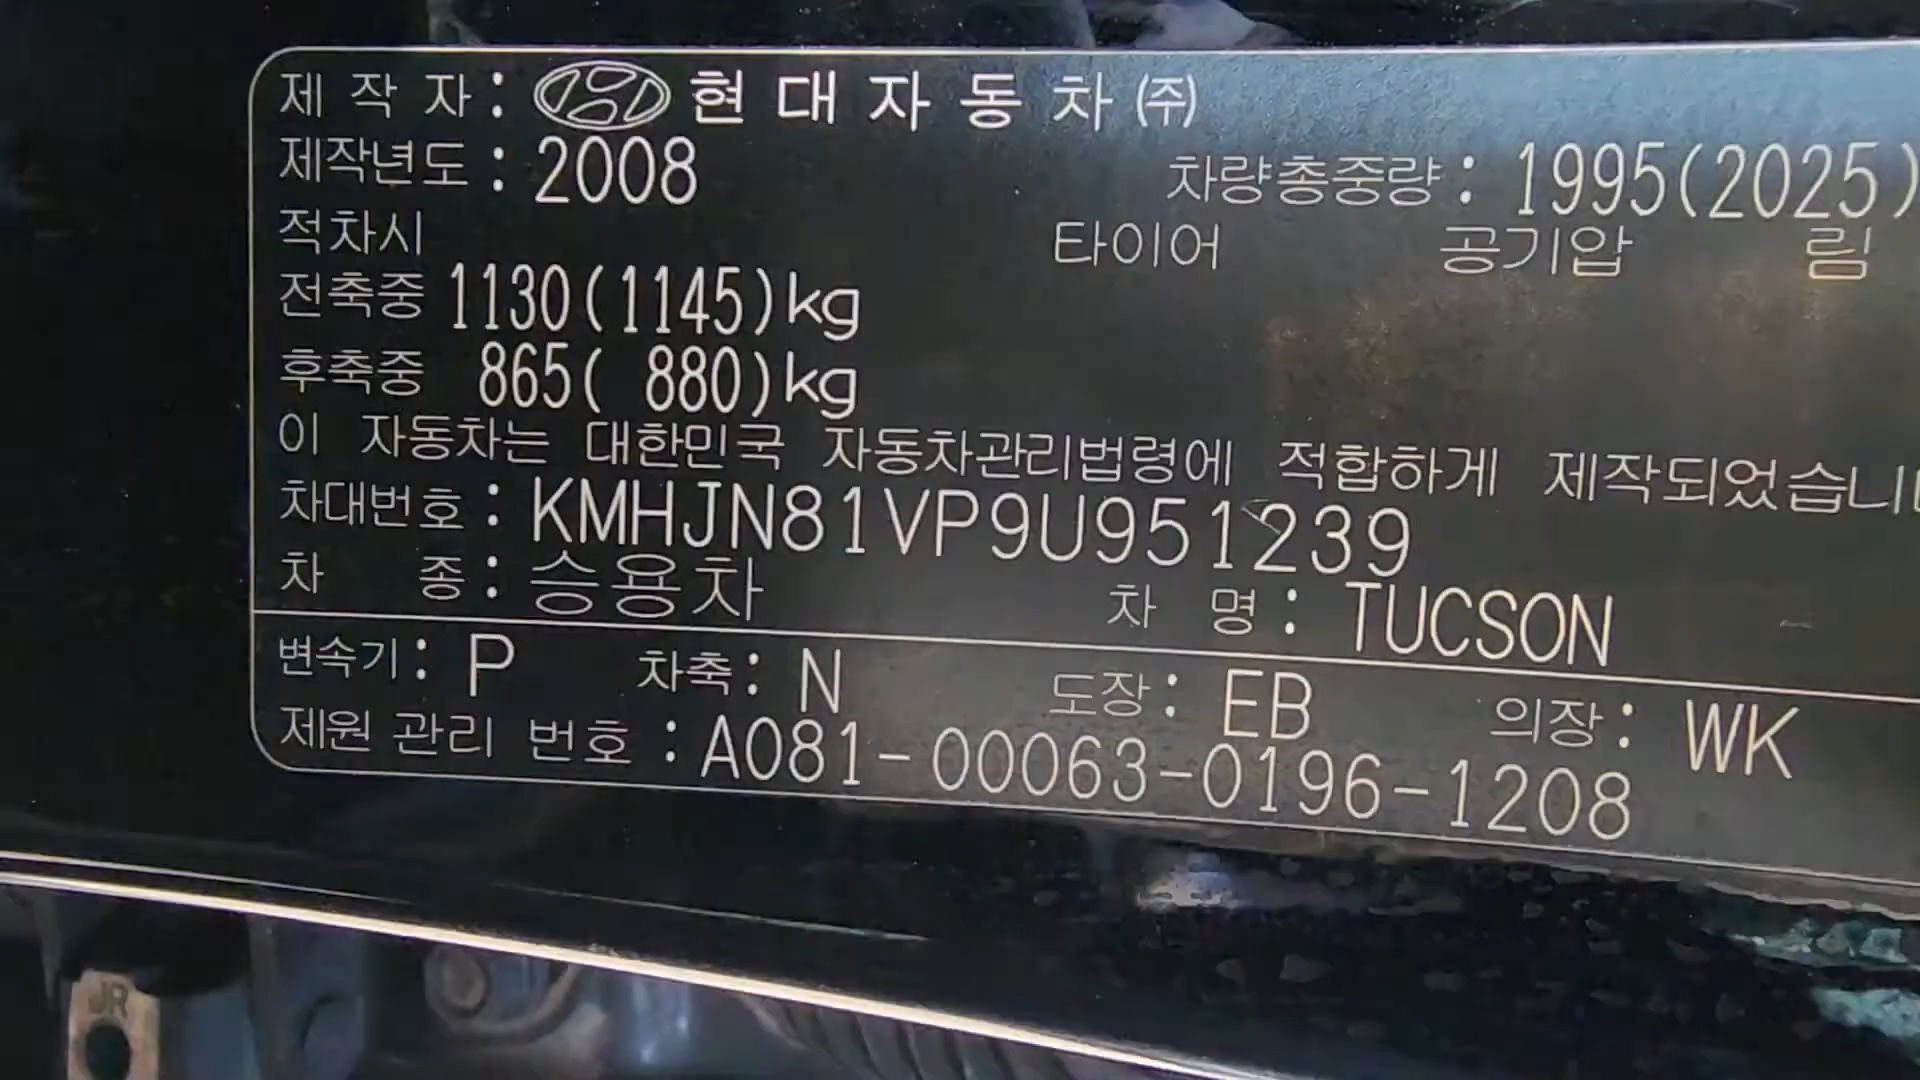 제 작 자 : 현 대 자 동 차 ㈜
제작년도 : 2008 차량총중량 : 1995(2025)
적차시 타이어 공기압 림
전축중 1130(1145)kg
후축중 865( 880)kg
이 자동차는 대한민국 자동차관리법령에 적합하게 제작되었습니
차대번호 : KMHJN81VP9U951239
차 종 : 승용차 차 명 : TUCSON
변속기 : P 차축 : N 도장 : EB 의장 : WK
제원 관리 번호 : A081-00063-0196-1208
JR